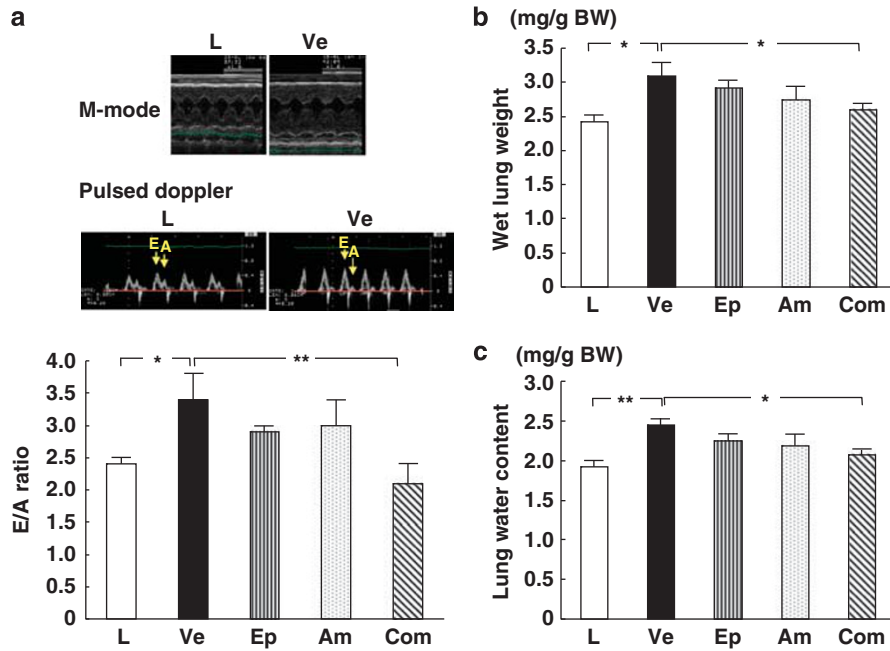 a
L Ve
M-mode
Pulsed doppler
L Ve
E A
E A
E/A ratio
4.0
3.5
3.0
2.5
2.0
1.5
1.0
0.5
0
* **
L Ve Ep Am Com
b (mg/g BW)
Wet lung weight
3.5
3.0
2.5
2.0
1.5
1.0
0.5
0
* *
L Ve Ep Am Com
c (mg/g BW)
Lung water content
3.0
2.5
2.0
1.5
1.0
0.5
0
** *
L Ve Ep Am Com